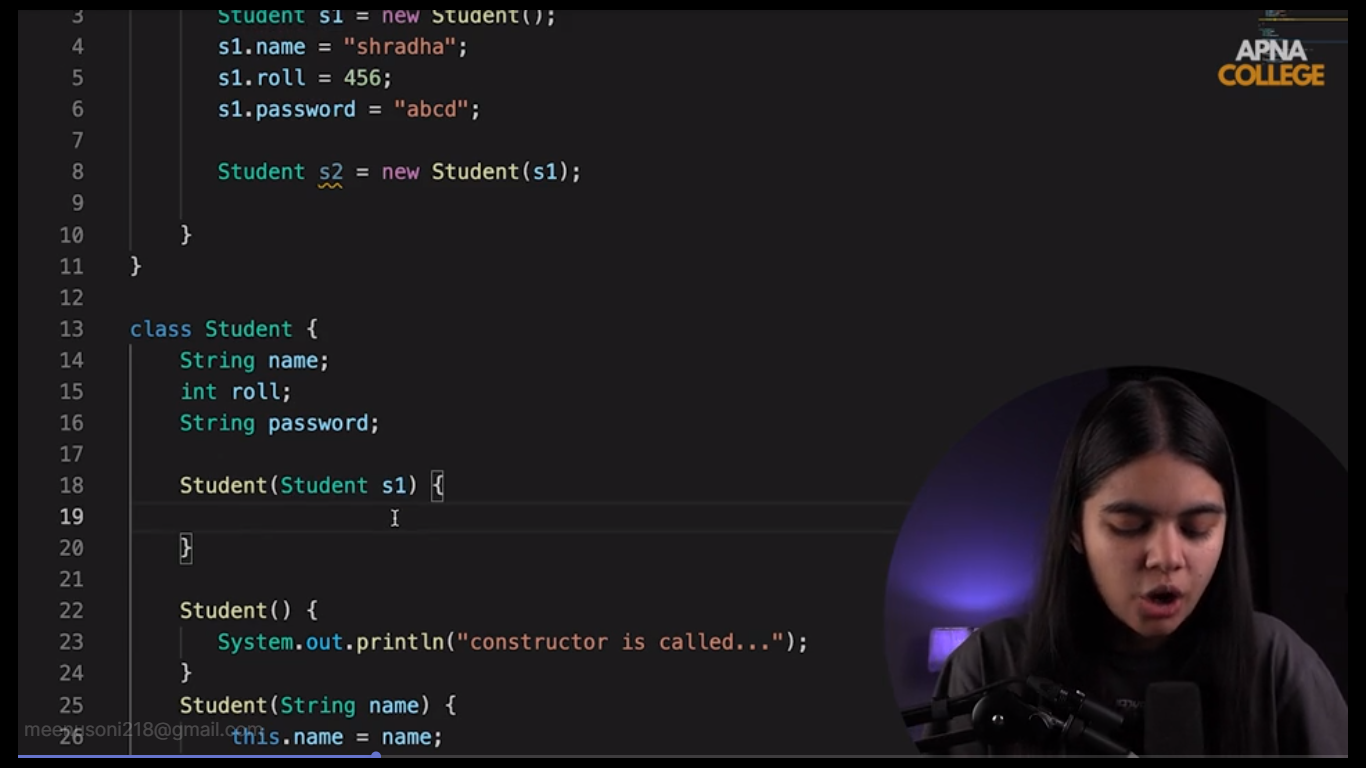 3 Student s1 = new Student();
APNA
COLLEGE
4 s1.name = "shradha";
5 s1.roll = 456;
6 s1.password = "abcd";
7
8 Student s2 = new Student(s1);
9
10 }
11 }
12
13 class Student {
14 String name;
15 int roll;
16 String password;
17
18 Student(Student s1) {
19
20 }
21
22 Student() {
23 System.out.println("constructor is called...");
24 }
25 Student(String name) {
meenusoni218@gmail.com
26 this.name = name;